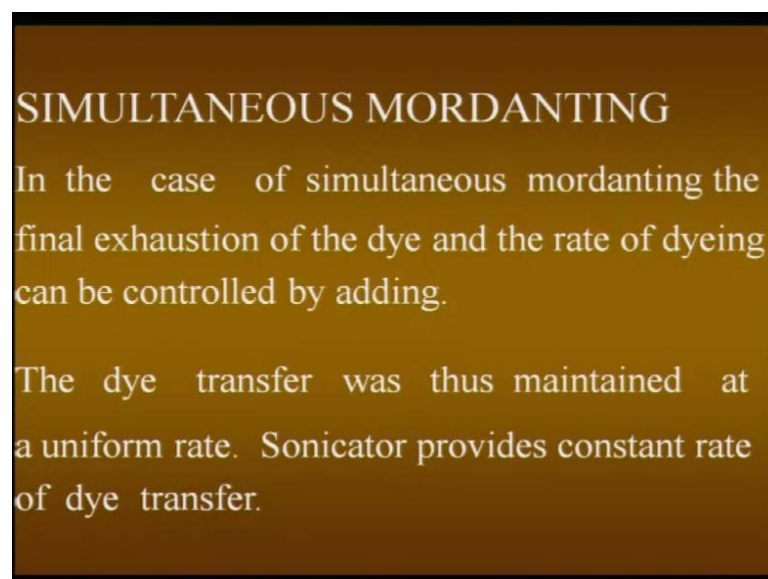 SIMULTANEOUS MORDANTING
In the case of simultaneous mordanting the
final exhaustion of the dye and the rate of dyeing
can be controlled by adding.
The dye transfer was thus maintained at
a uniform rate. Sonicator provides constant rate
of dye transfer.